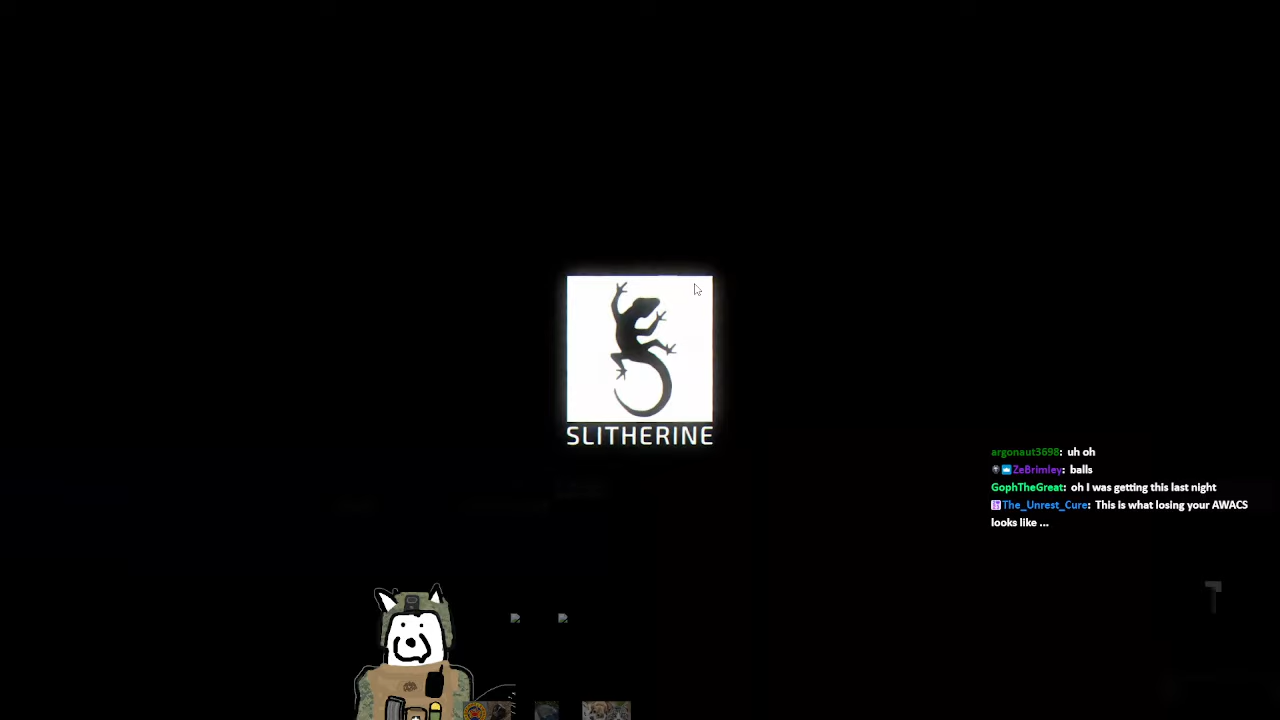 SLITHERINE
argonaut3698: uh oh
ZeBrimley: balls
GophTheGreat: oh I was getting this last night
The_Unrest_Cure: This is what losing your AWACS
looks like ...